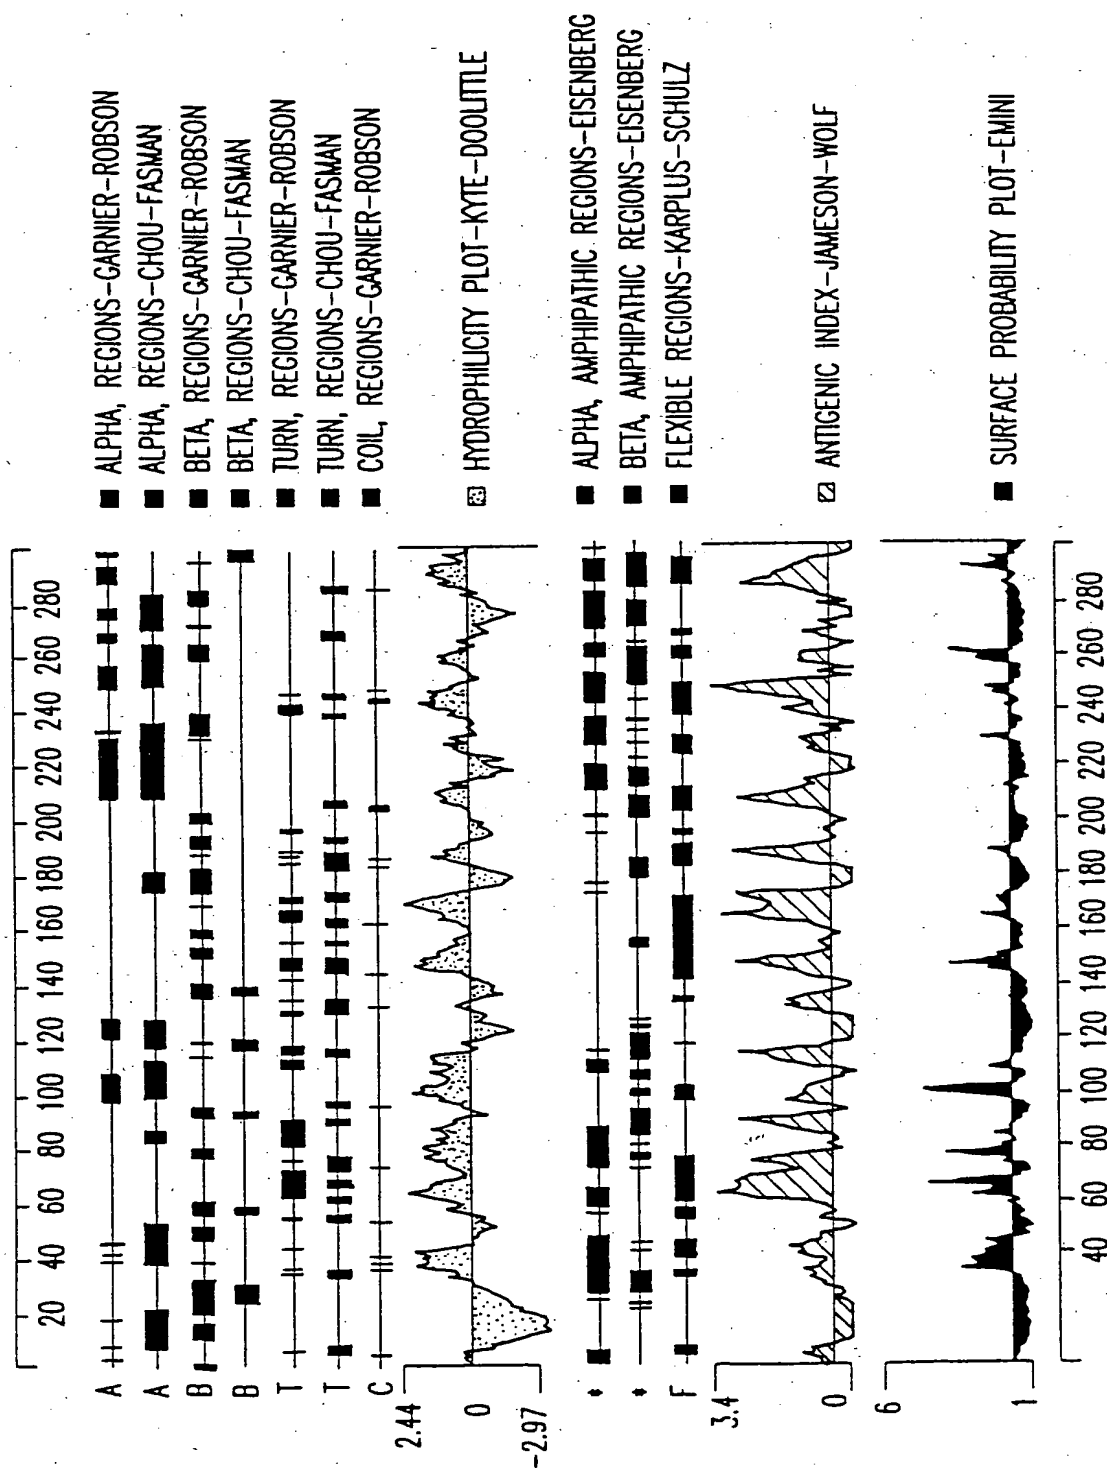 20 40 60 80 100 120 140 160 180 200 220 240 260 280
A ■ ALPHA, REGIONS-GARNIER-ROBSON
A ■ ALPHA, REGIONS-CHOU-FASMAN
B ■ BETA, REGIONS-GARNIER-ROBSON
B ■ BETA, REGIONS-CHOU-FASMAN
T ■ TURN, REGIONS-GARNIER-ROBSON
T ■ TURN, REGIONS-CHOU-FASMAN
C ■ COIL, REGIONS-GARNIER-ROBSON
2.44
0
-2.97
HYDROPHILICITY PLOT-KYTE-DOOLITTLE
* ■ ALPHA, AMPHIPATHIC REGIONS-EISENBERG
* ■ BETA, AMPHIPATHIC REGIONS-EISENBERG
F ■ FLEXIBLE REGIONS-KARPLUS-SCHULZ
3.4
0
ANTIGENIC INDEX-JAMESON-WOLF
6
1
■ SURFACE PROBABILITY PLOT-EMINI
40 60 80 100 120 140 160 180 200 220 240 260 280